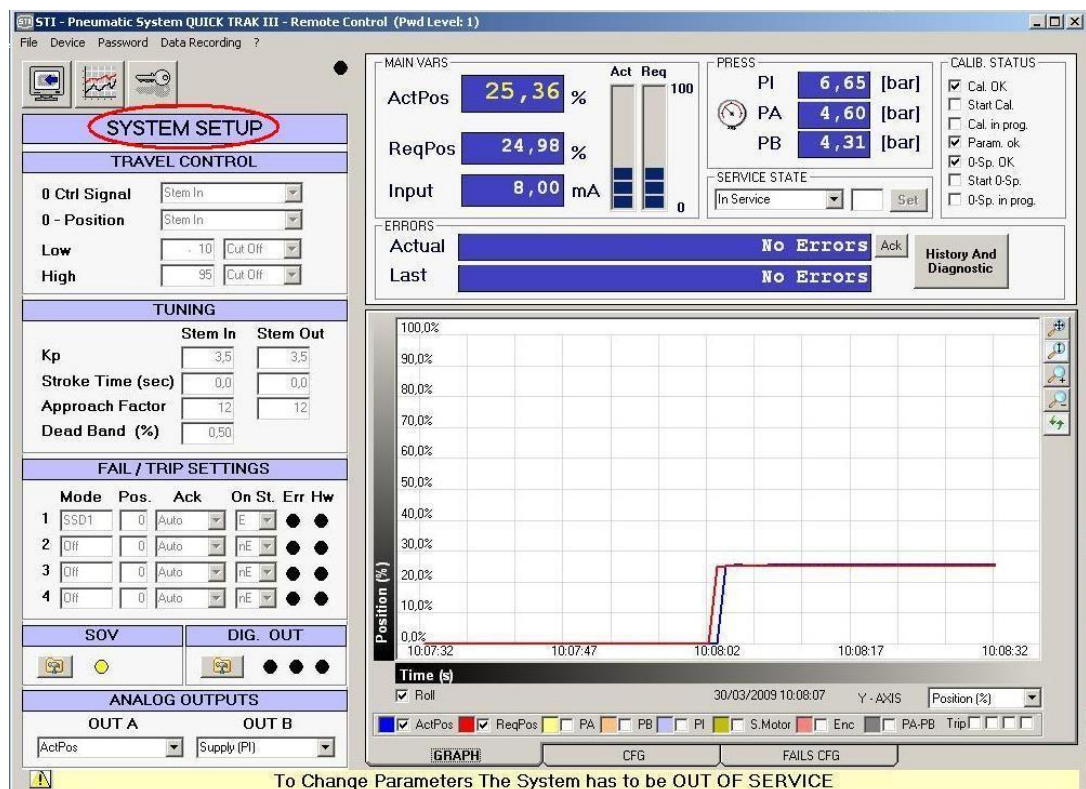 STI - Pneumatic System QUICK TRAK III - Remote Control (Pwd Level: 1)
File Device Password Data Recording ?
SYSTEM SETUP
TRAVEL CONTROL
0 Ctrl Signal Stem In
0 - Position Stem In
Low - 10 Cut Off
High 95 Cut Off
TUNING
Stem In Stem Out
Kp 3,5 3,5
Stroke Time (sec) 0,0 0,0
Approach Factor 12 12
Dead Band (%) 0,50
FAIL / TRIP SETTINGS
Mode Pos. Ack On St. Err Hw
1 SSD1 0 Auto E
2 Off 0 Auto nE
3 Off 0 Auto nE
4 Off 0 Auto nE
SOV DIG. OUT
ANALOG OUTPUTS
OUT A OUT B
ActPos Supply (PI)
MAIN VARS
Act Req
ActPos 25,36 % 100
ReqPos 24,98 %
Input 8,00 mA 0
PRESS
PI 6,65 [bar]
PA 4,60 [bar]
PB 4,31 [bar]
SERVICE STATE
In Service Set
CALIB. STATUS
Cal. OK
Start Cal.
Cal. in prog.
Param. ok
0-Sp. OK
Start 0-Sp.
0-Sp. in prog.
ERRORS
Actual No Errors Ack
Last No Errors
History And
Diagnostic
100,0%
90,0%
80,0%
70,0%
60,0%
50,0%
40,0%
30,0%
20,0%
10,0%
0,0%
Position (%)
10:07:32 10:07:47 10:08:02 10:08:17 10:08:32
Time (s)
Roll 30/03/2009 10:08:07 Y - AXIS Position (%)
ActPos ReqPos PA PB PI S.Motor Enc PA-PB Trip
GRAPH CFG FAILS CFG
To Change Parameters The System has to be OUT OF SERVICE